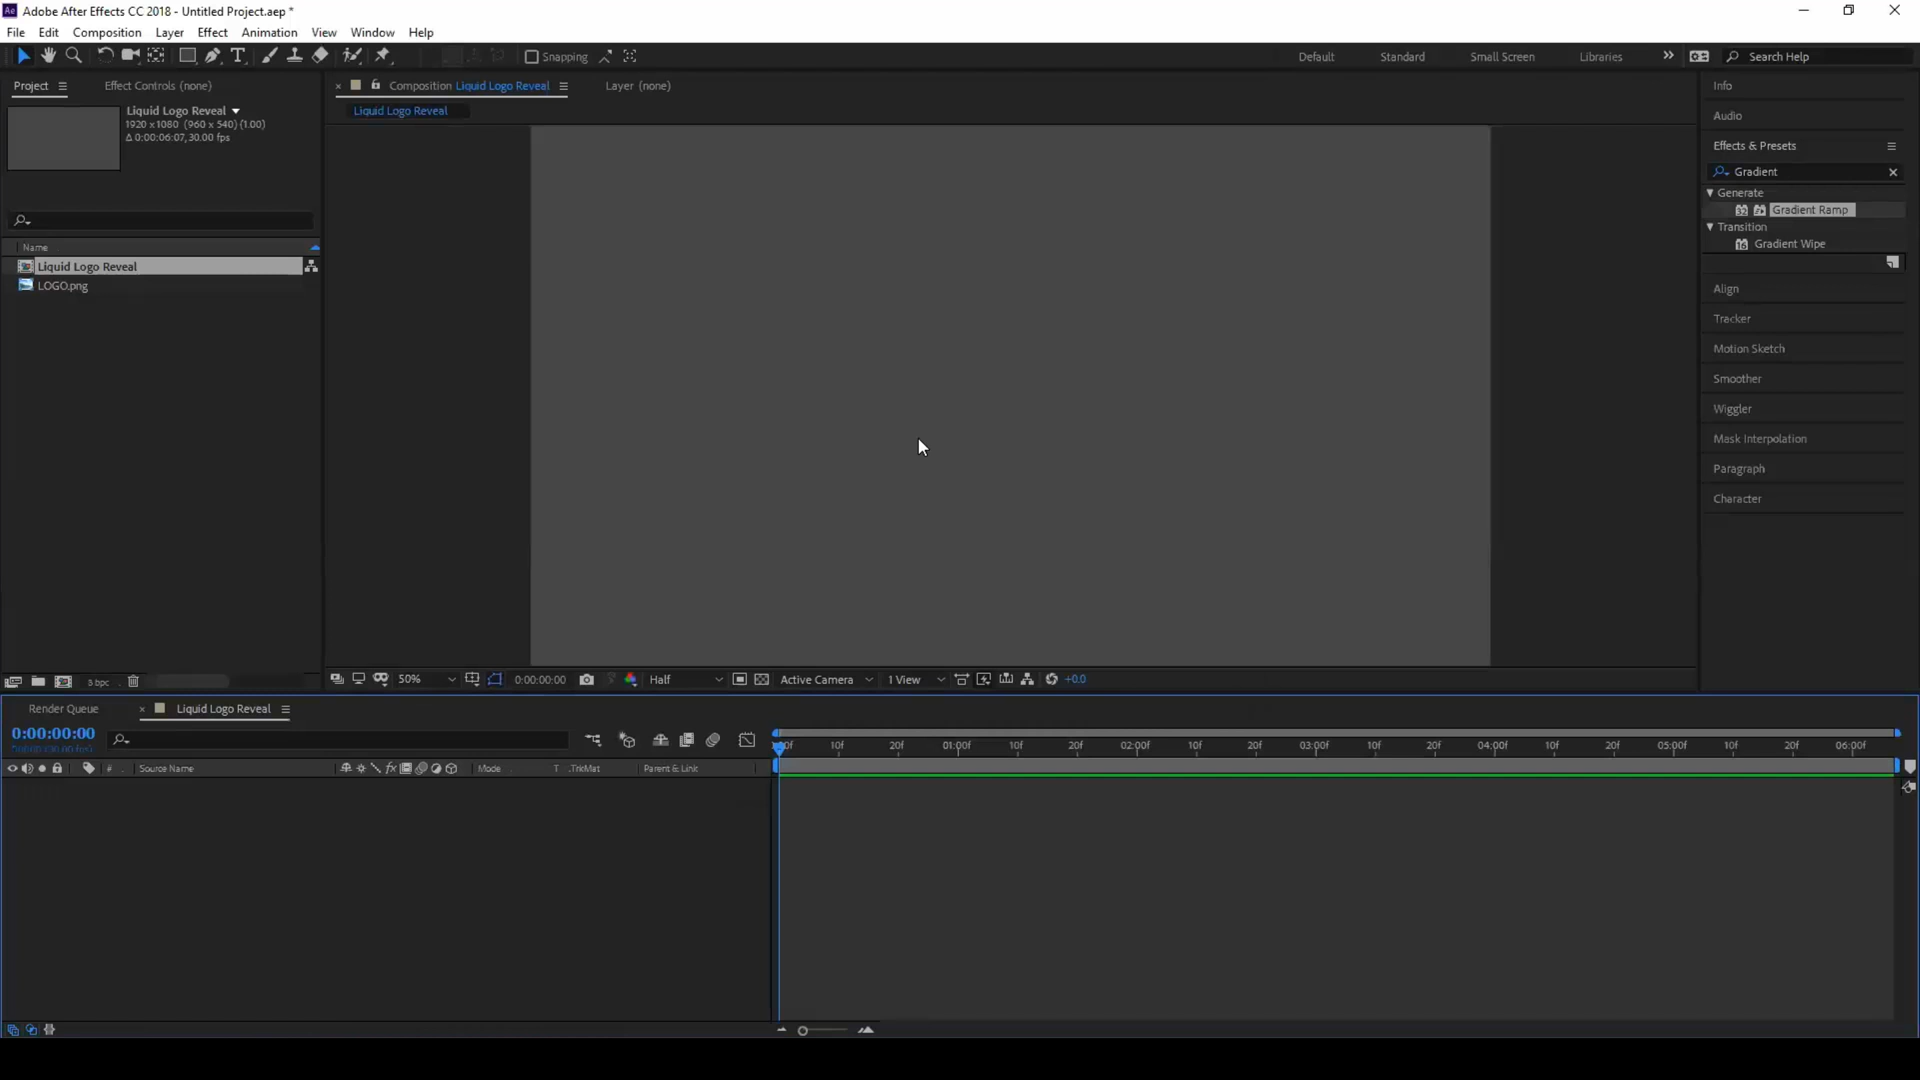 Adobe After Effects CC 2018 - Untitled Project.aep *
File Edit Composition Layer Effect Animation View Window Help
Snapping
Default Standard Small Screen Libraries » Search Help
Project Effect Controls (none)
Liquid Logo Reveal
1920 x1080 (960 x 540) (1.00)
Δ 0:00:06:07, 30.00 fps
Name
Liquid Logo Reveal
LOGO.png
8 bpc
× Composition Liquid Logo Reveal Layer (none)
Liquid Logo Reveal
50% 0:00:00:00 Half Active Camera 1 View +0.0
Info
Audio
Effects & Presets
Gradient
Generate
32 Gradient Ramp
Transition
16 Gradient Wipe
Align
Tracker
Motion Sketch
Smoother
Wiggler
Mask Interpolation
Paragraph
Character
Render Queue × Liquid Logo Reveal
0:00:00:00
# Source Name fx Mode T .TrkMat Parent & Link
10f 20f 01:00f 10f 20f 02:00f 10f 20f 03:00f 10f 20f 04:00f 10f 20f 05:00f 10f 20f 06:00f